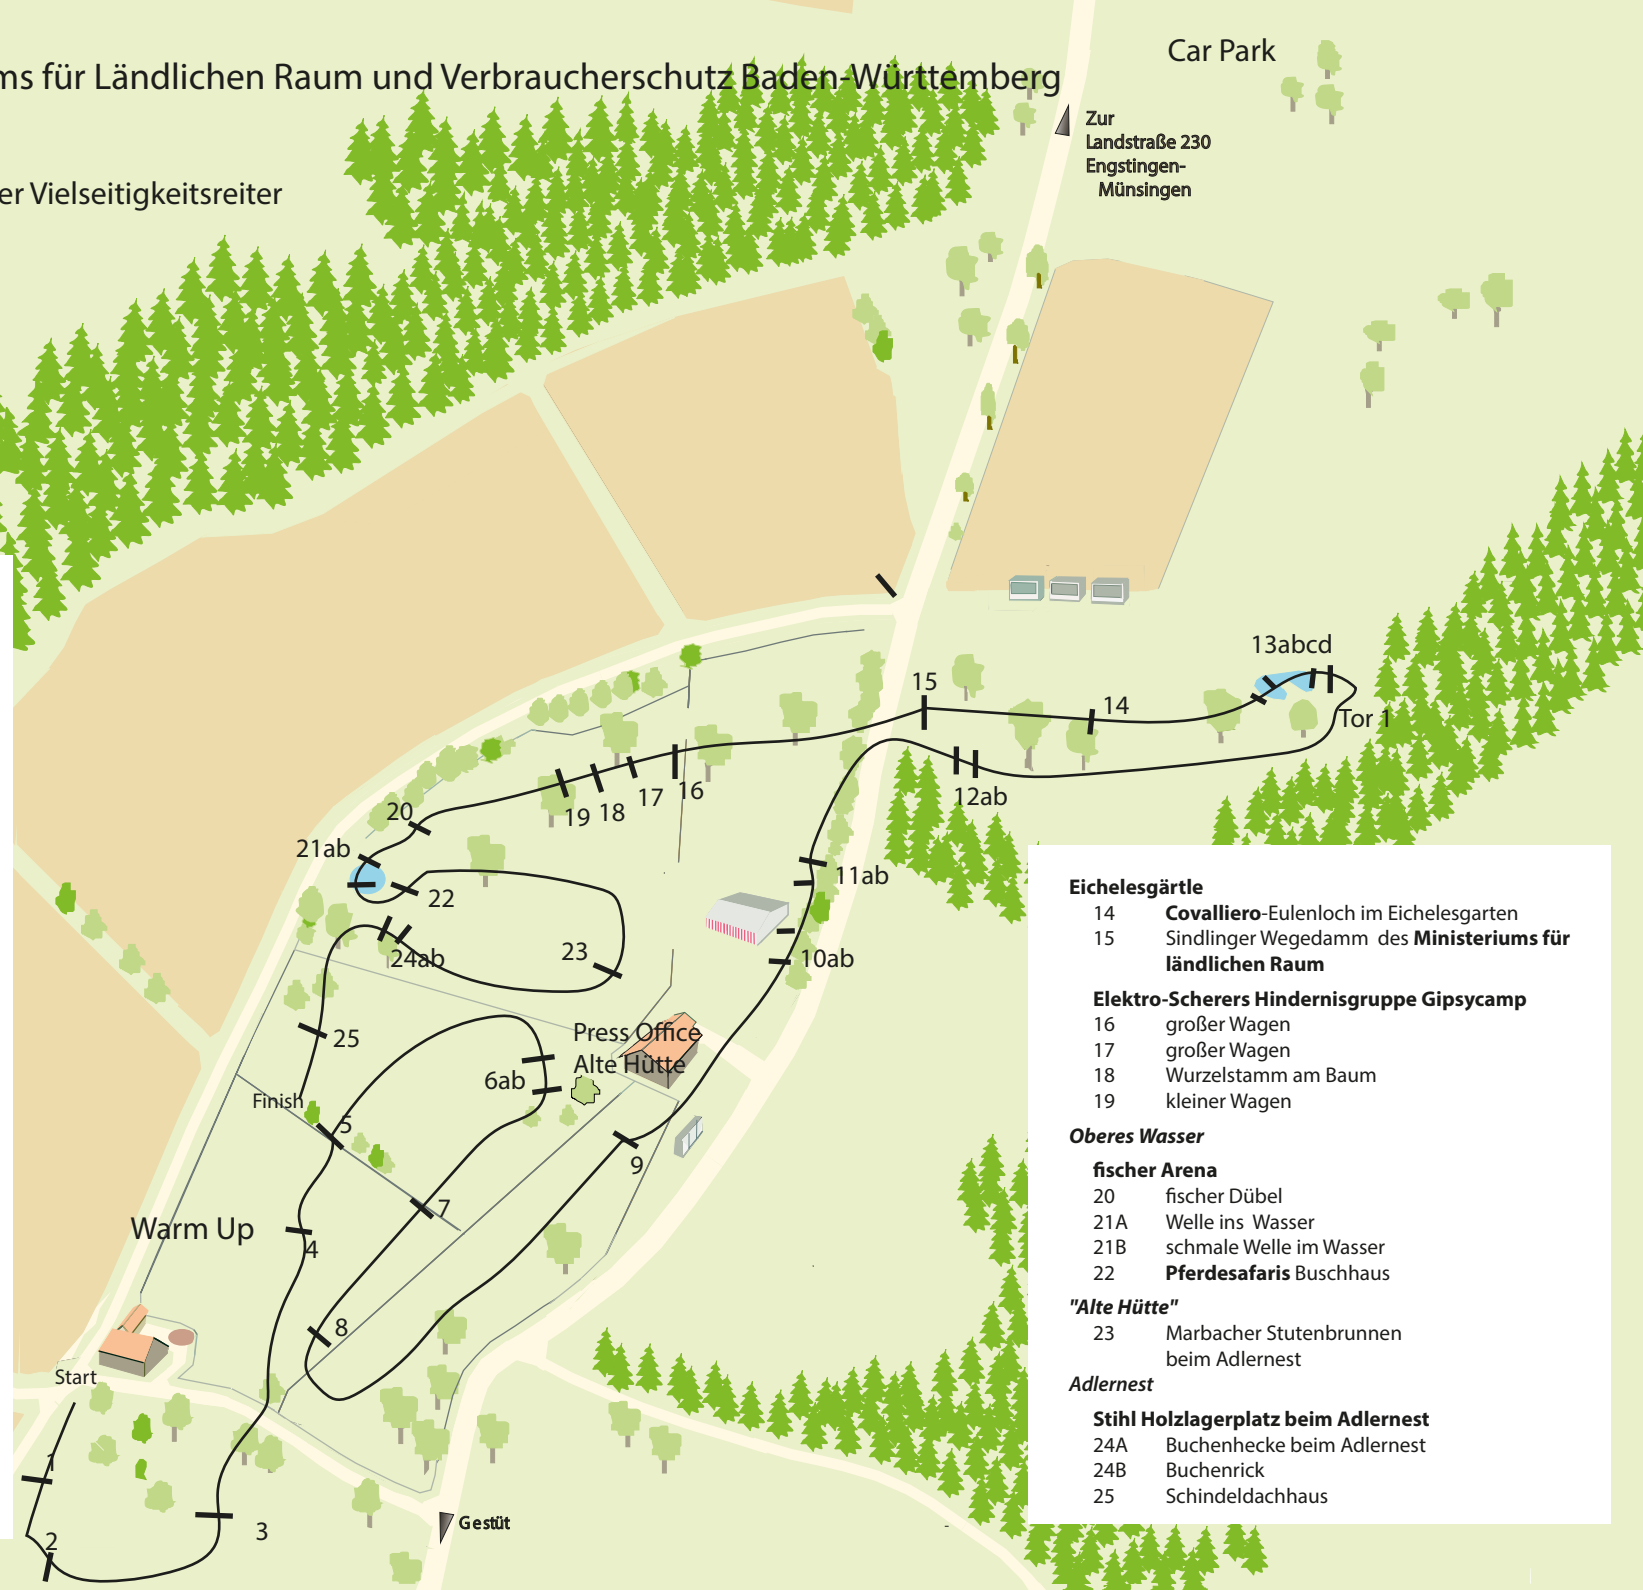 ms für Ländlichen Raum und Verbraucherschutz Baden-Württemberg
er Vielseitigkeitsreiter
Car Park
Zur
Landstraße 230
Engstingen-
Münsingen
13abcd
Tor 1
15
14
12ab
16
17
18
19
20
21ab
22
11ab
10ab
23
24ab
25
Press Office
Alte Hütte
6ab
Finish
5
9
7
Warm Up
4
8
Start
1
2
3
Gestüt
Eichelesgärtle
14 Covalliero-Eulenloch im Eichelesgarten
15 Sindlinger Wegedamm des Ministeriums für
ländlichen Raum
Elektro-Scherers Hindernisgruppe Gipsycamp
16 großer Wagen
17 großer Wagen
18 Wurzelstamm am Baum
19 kleiner Wagen
Oberes Wasser
fischer Arena
20 fischer Dübel
21A Welle ins Wasser
21B schmale Welle im Wasser
22 Pferdesafaris Buschhaus
"Alte Hütte"
23 Marbacher Stutenbrunnen
beim Adlernest
Adlernest
Stihl Holzlagerplatz beim Adlernest
24A Buchenhecke beim Adlernest
24B Buchenrick
25 Schindeldachhaus